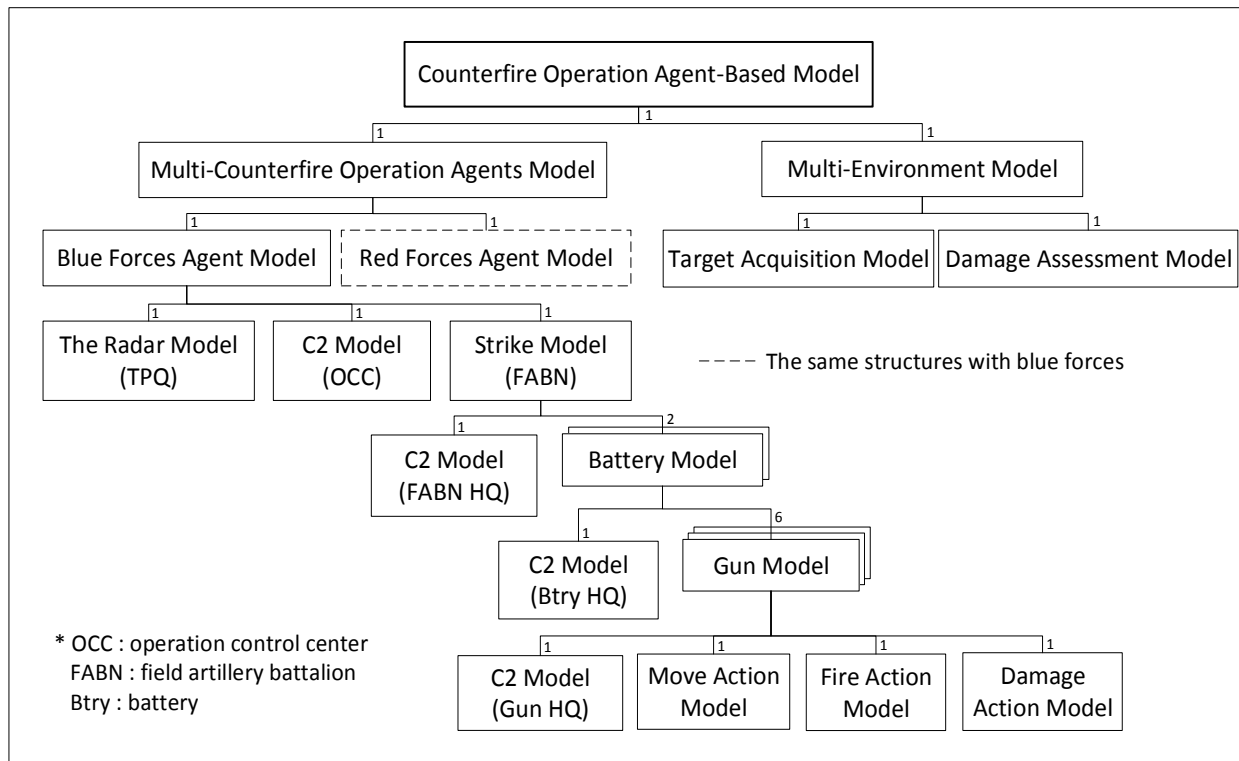 Counterfire Operation Agent-Based Model
1
1
1
Multi-Counterfire Operation Agents Model
Multi-Environment Model
1
1
1
1
Blue Forces Agent Model
Red Forces Agent Model
Target Acquisition Model
Damage Assessment Model
1
1
1
The Radar Model
(TPQ)
C2 Model
(OCC)
Strike Model
(FABN)
The same structures with blue forces
1
2
C2 Model
(FABN HQ)
Battery Model
1
6
C2 Model
(Btry HQ)
Gun Model
* OCC : operation control center
FABN : field artillery battalion
Btry : battery
1
1
1
1
C2 Model
(Gun HQ)
Move Action
Model
Fire Action
Model
Damage
Action Model